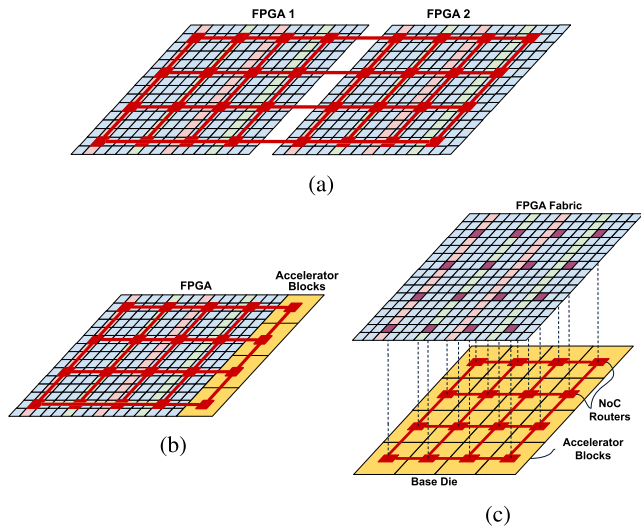 FPGA 1
FPGA 2
(a)
FPGA Fabric
Accelerator
Blocks
FPGA
(b)
NoC
Routers
Accelerator
Blocks
Base Die
(c)